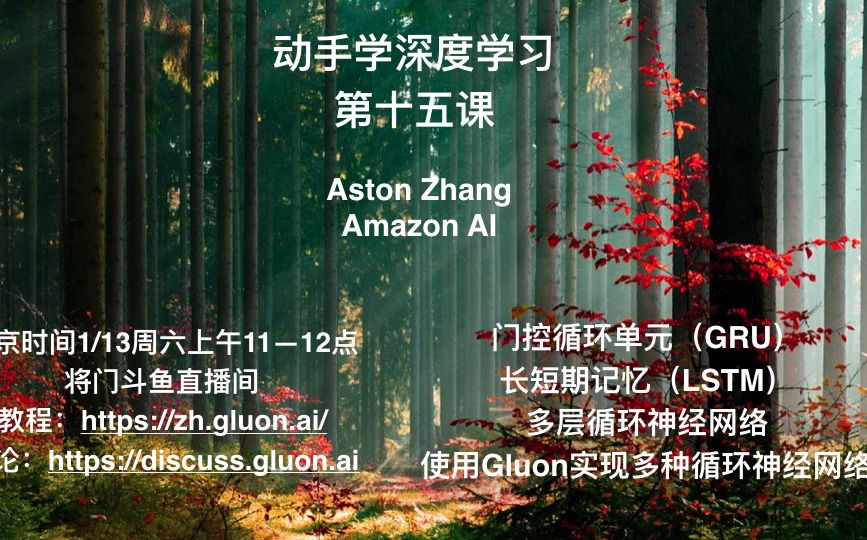 动手学深度学习
第十五课
Aston Zhang
Amazon AI
京时间1/13周六上午11—12点
将门斗鱼直播间
教程：https://zh.gluon.ai/
论：https://discuss.gluon.ai
门控循环单元（GRU）
长短期记忆（LSTM）
多层循环神经网络
使用Gluon实现多种循环神经网络